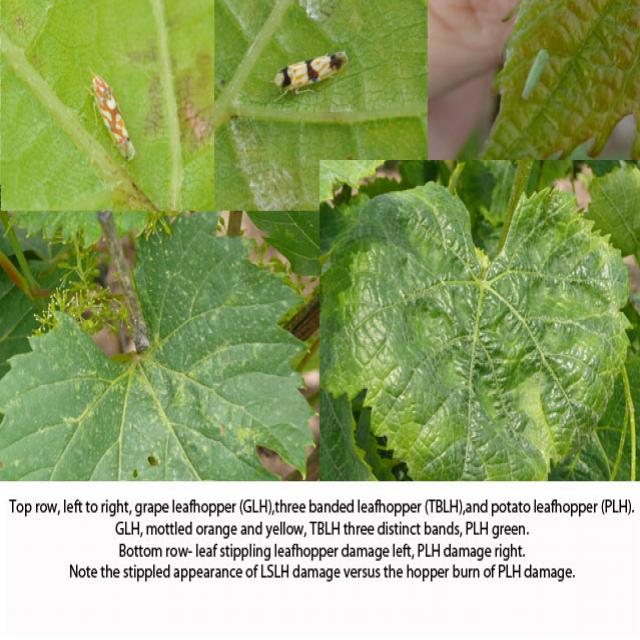 Top row, left to right, grape leafhopper (GLH),three banded leafhopper (TBLH),and potato leafhopper (PLH).
GLH, mottled orange and yellow, TBLH three distinct bands, PLH green.
Bottom row- leaf stippling leafhopper damage left, PLH damage right.
Note the stippled appearance of LSLH damage versus the hopper burn of PLH damage.